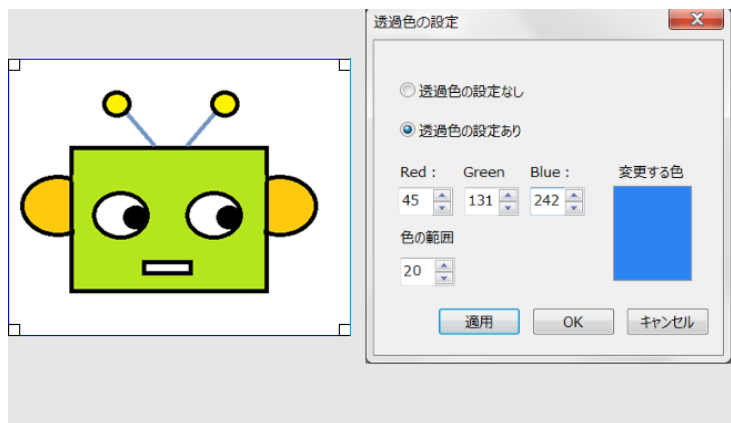 透過色の設定
透過色の設定なし
透過色の設定あり
Red : Green Blue : 変更する色
45 131 242
色の範囲
20
適用 OK キャンセル